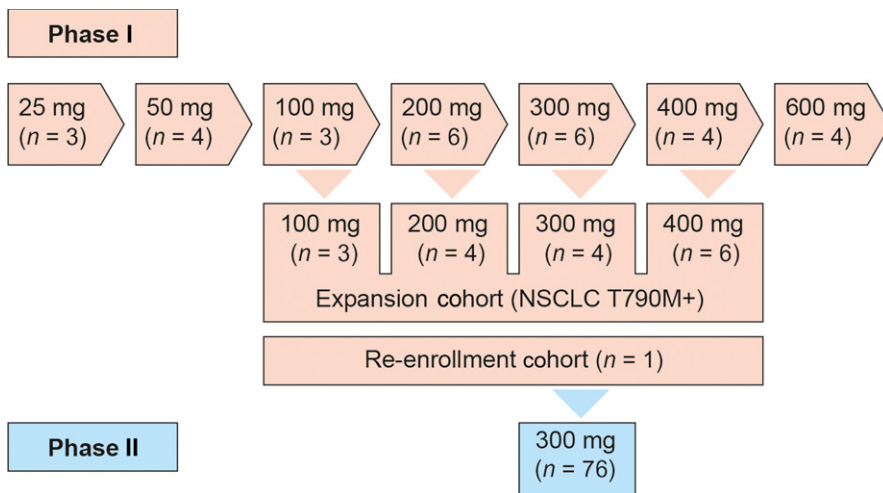 Phase I
25 mg
(n = 3)
50 mg
(n = 4)
100 mg
(n = 3)
200 mg
(n = 6)
300 mg
(n = 6)
400 mg
(n = 4)
600 mg
(n = 4)
100 mg
(n = 3)
200 mg
(n = 4)
300 mg
(n = 4)
400 mg
(n = 6)
Expansion cohort (NSCLC T790M+)
Re-enrollment cohort (n = 1)
Phase II
300 mg
(n = 76)